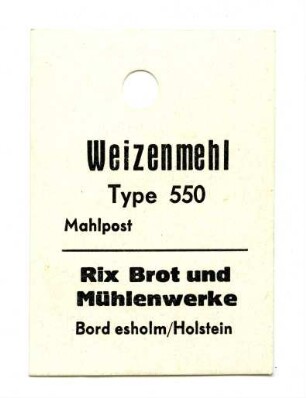 Weizenmehl
Type 550
Mahlpost
Rix Brot und
Mühlenwerke
Bord esholm/Holstein